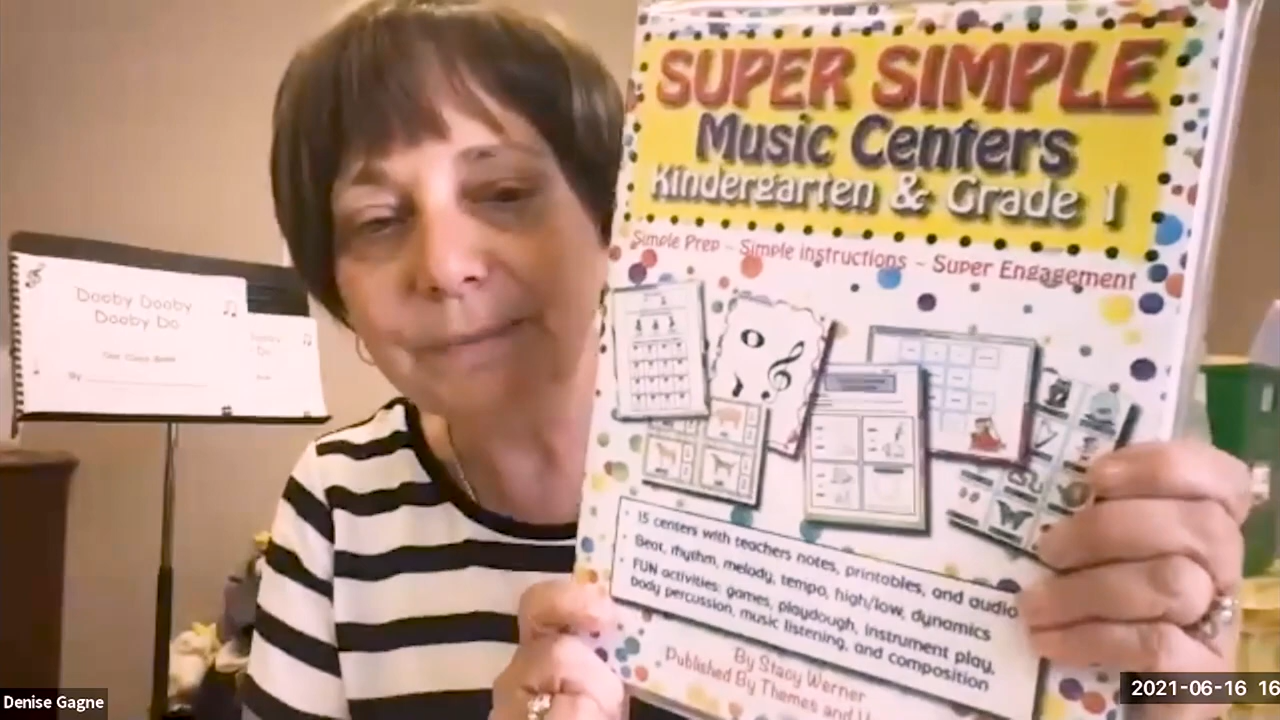 SUPER SIMPLE
Music Centers
Kindergarten & Grade 1
Simple Prep ~ Simple Instructions ~ Super Engagement
• 15 centers with teachers notes, printables, and audio
• Beat, rhythm, melody, tempo, high/low, dynamics
• FUN activities: games, playdough, instrument play,
body percussion, music listening, and composition
By Stacy Werner
Published By Themes and
Dooby Dooby
Dooby Do
By
Denise Gagne
2021-06-16 16